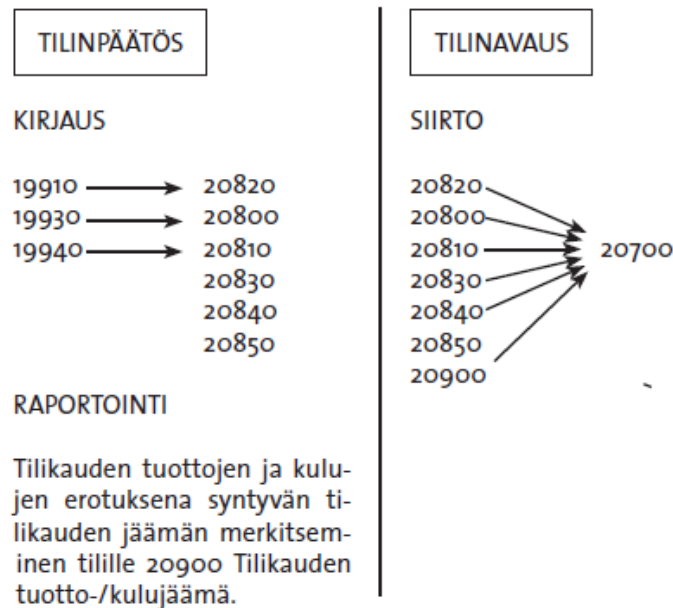 TILINPÄÄTÖS
KIRJAUS
19910 20820
19930 20800
19940 20810
20830
20840
20850
RAPORTOINTI
Tilikauden tuottojen ja kulu-
jen erotuksena syntyvän ti-
likauden jäämän merkitsem-
inen tilille 20900 Tilikauden
tuotto-/kulujäämä.
TILINAVAUS
SIIRTO
20820
20800
20810 20700
20830
20840
20850
20900